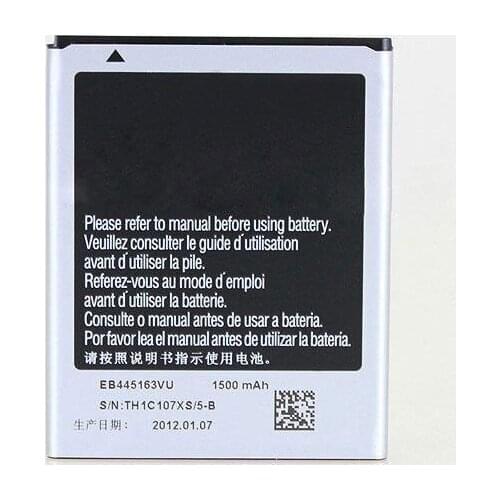 Please refer to manual before using battery.
Veuillez consulter le guide d'utilisation
avant d'utiliser la pile.
Referez-vous au mode d'emploi
avant d'utiliser la batterie.
Consulte o manual antes de usar a bateria.
Por favor lea el manual antes de utilizar la bateria.
请按照说明书指示使用电池。
EB445163VU 1500 mAh
S/N:TH1C107XS/5-B
生产日期: 2012.01.07